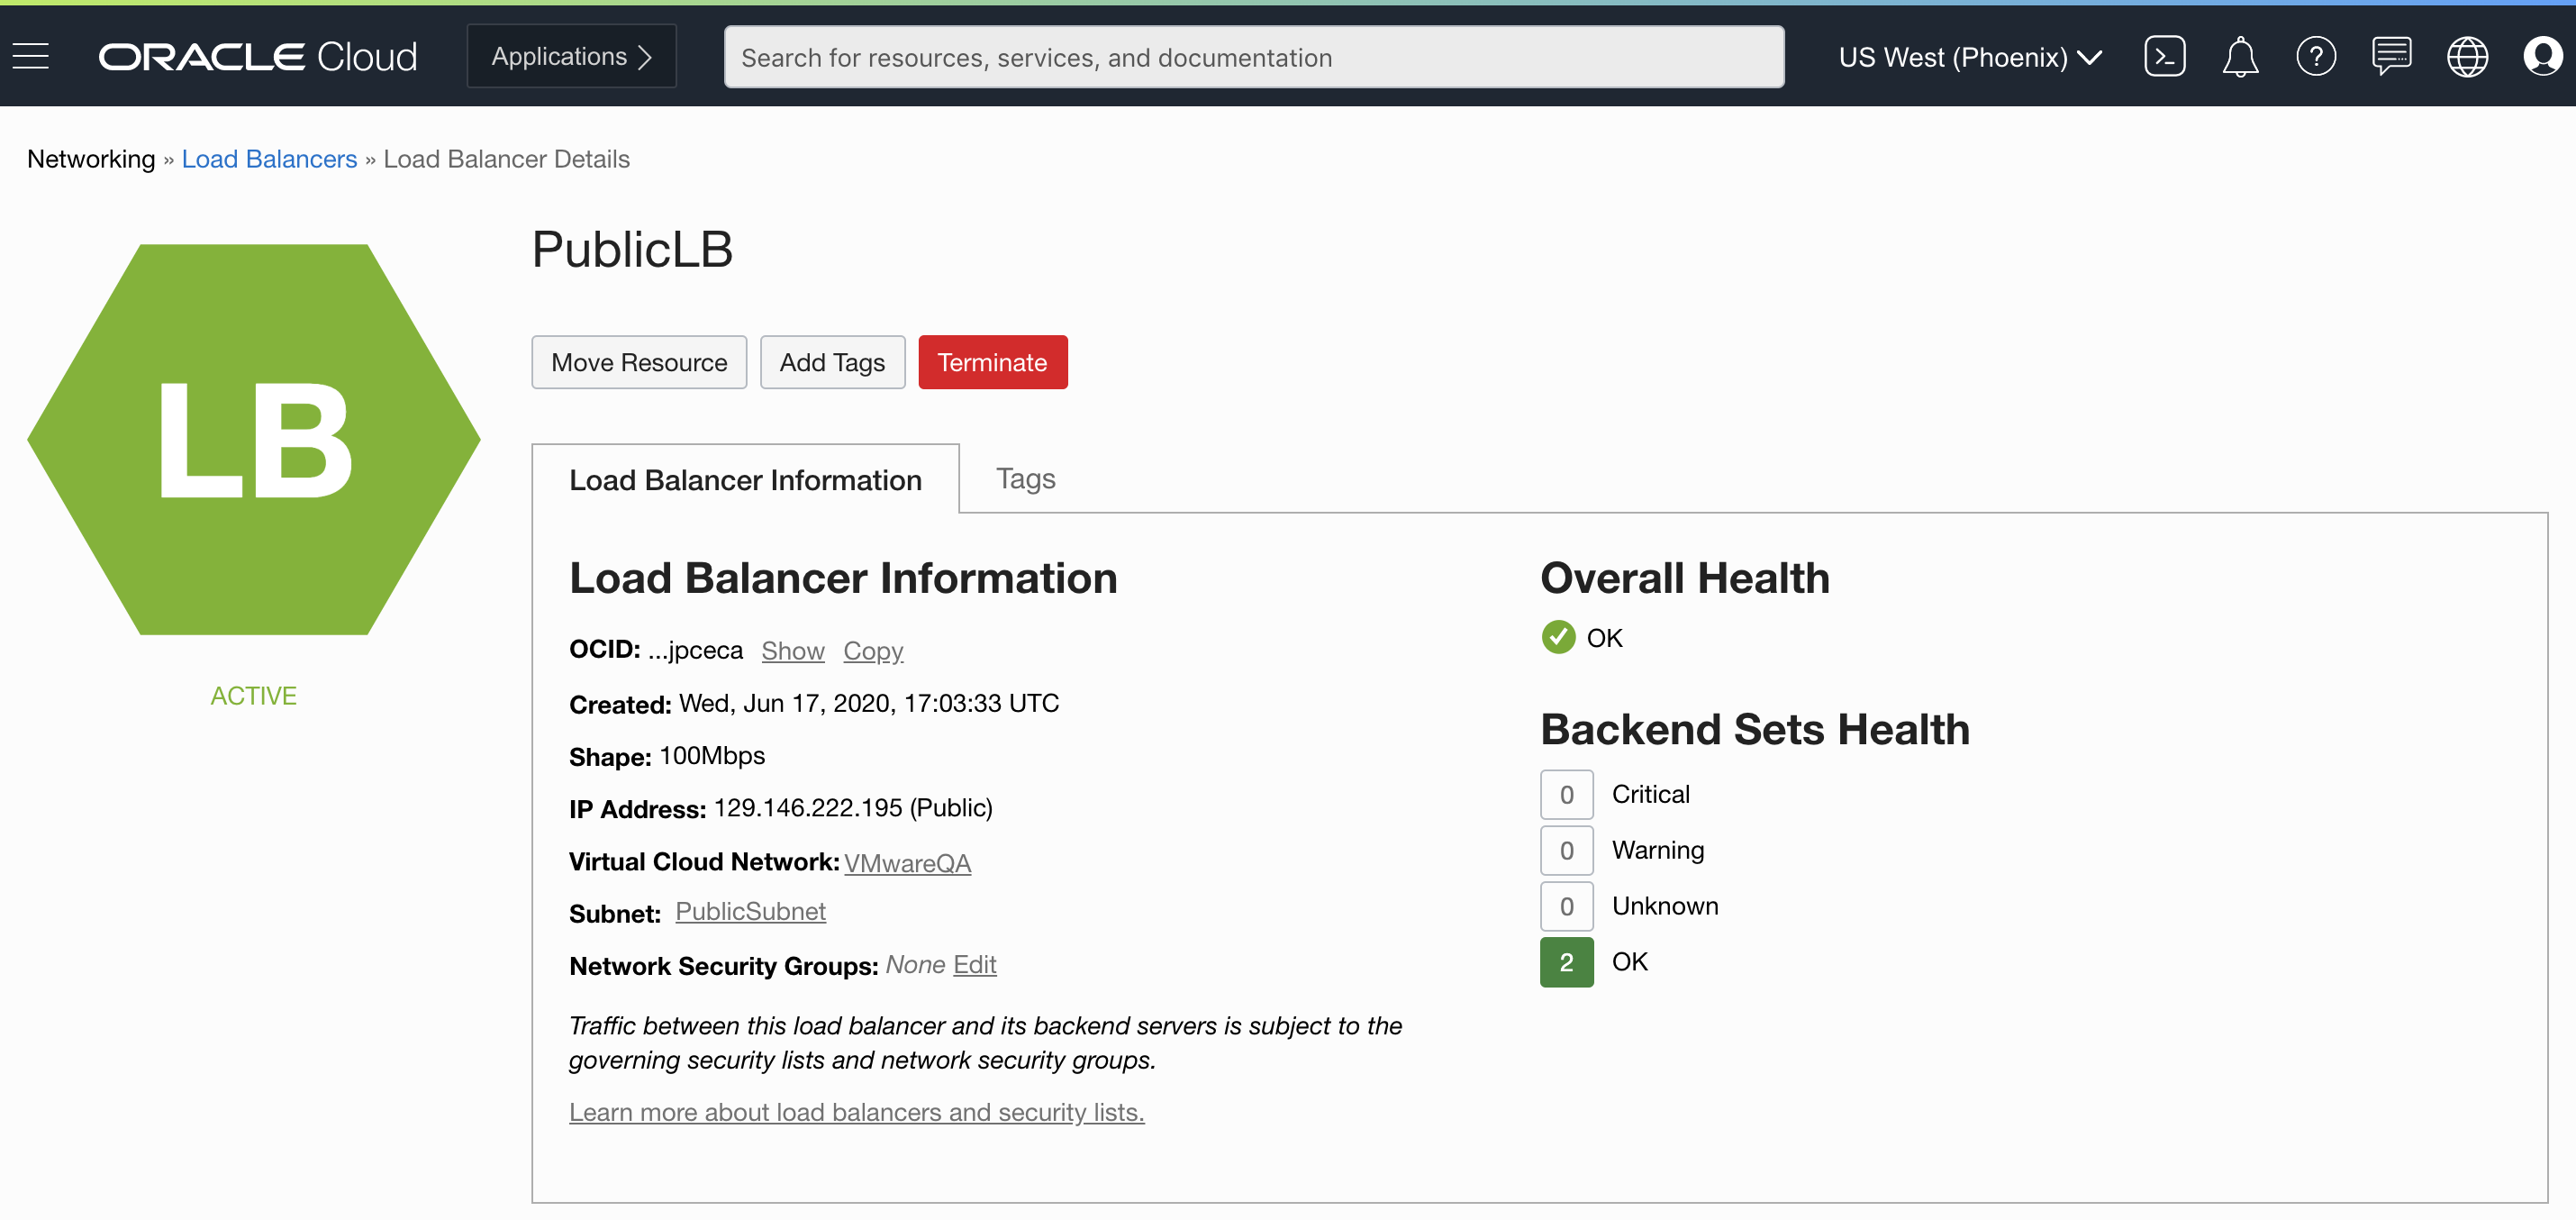 ORACLE Cloud Applications Search for resources, services, and documentation US West (Phoenix)
Networking » Load Balancers » Load Balancer Details
LB
ACTIVE
PublicLB
Move Resource Add Tags Terminate
Load Balancer Information Tags
Load Balancer Information
OCID: ...jpceca Show Copy
Created: Wed, Jun 17, 2020, 17:03:33 UTC
Shape: 100Mbps
IP Address: 129.146.222.195 (Public)
Virtual Cloud Network: VMwareQA
Subnet: PublicSubnet
Network Security Groups: None Edit
Traffic between this load balancer and its backend servers is subject to the
governing security lists and network security groups.
Learn more about load balancers and security lists.
Overall Health
OK
Backend Sets Health
0 Critical
0 Warning
0 Unknown
2 OK